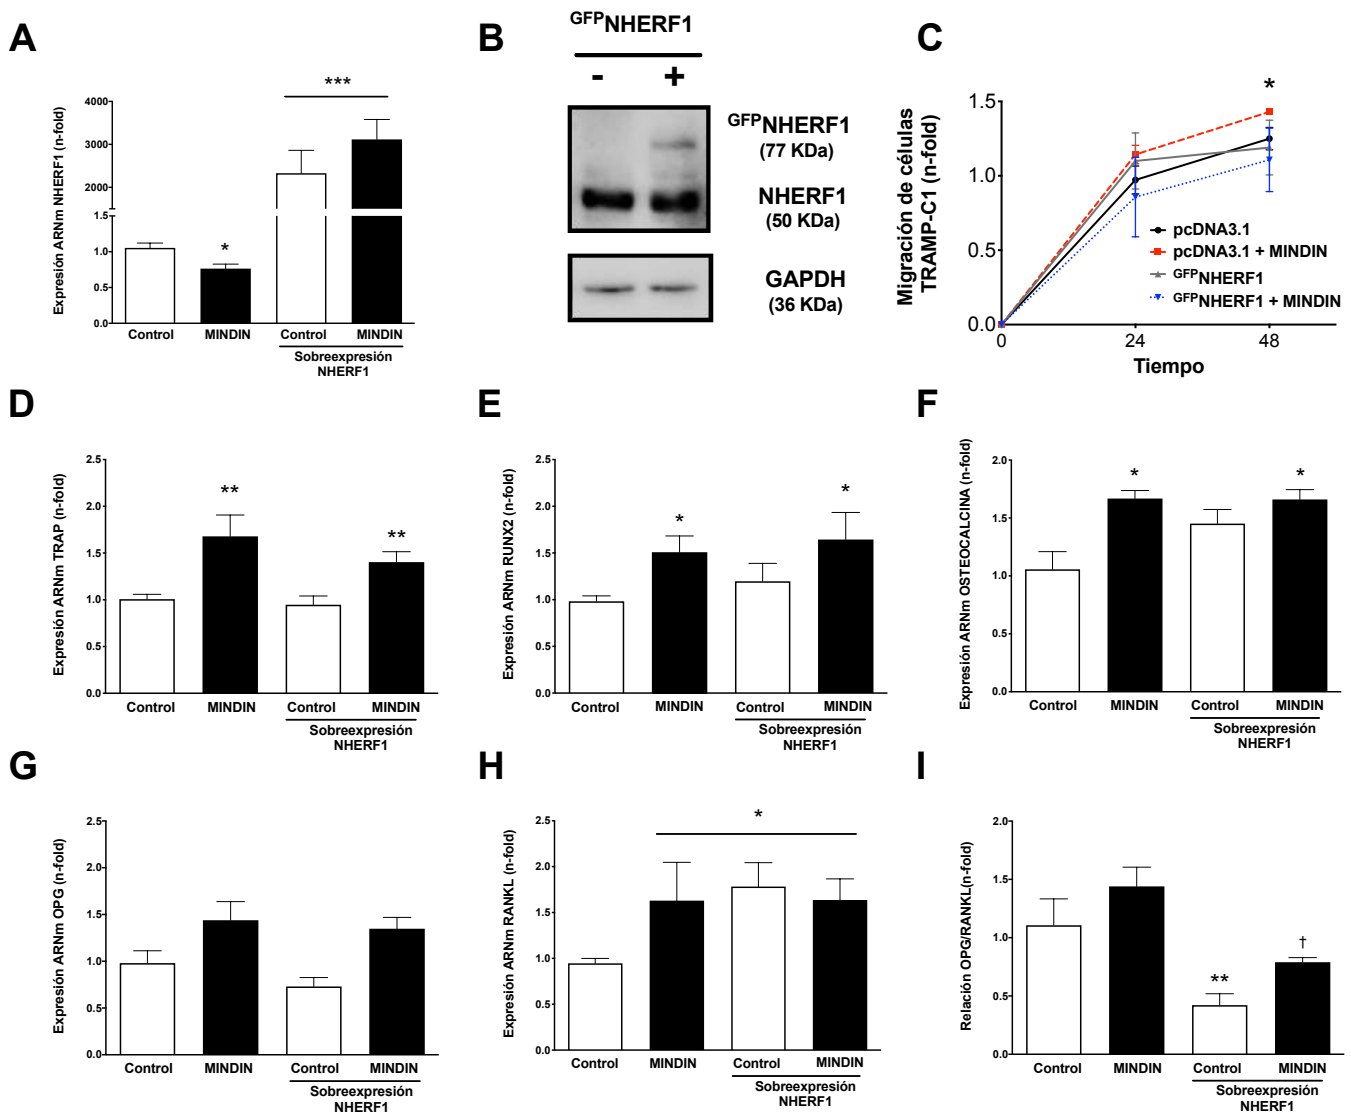 A
Expresión ARNm NHERF1 (n-fold)
4000
3000
2000
1.5
1.0
0.5
0.0
***
*
Control
MINDIN
Control
MINDIN
Sobreexpresión
NHERF1
B
GFPNHERF1
- +
GFPNHERF1
(77 KDa)
NHERF1
(50 KDa)
GAPDH
(36 KDa)
C
Migración de células
TRAMP-C1 (n-fold)
1.5
1.0
0.5
0.0
*
0
24
48
Tiempo
pcDNA3.1
pcDNA3.1 + MINDIN
GFPNHERF1
GFPNHERF1 + MINDIN
D
Expresión ARNm TRAP (n-fold)
2.5
2.0
1.5
1.0
0.5
0.0
**
**
Control
MINDIN
Control
MINDIN
Sobreexpresión
NHERF1
E
Expresión ARNm RUNX2 (n-fold)
2.5
2.0
1.5
1.0
0.5
0.0
*
*
Control
MINDIN
Control
MINDIN
Sobreexpresión
NHERF1
F
Expresión ARNm OSTEOCALCINA (n-fold)
2.0
1.5
1.0
0.5
0.0
*
*
Control
MINDIN
Control
MINDIN
Sobreexpresión
NHERF1
G
Expresión ARNm OPG (n-fold)
2.5
2.0
1.5
1.0
0.5
0.0
Control
MINDIN
Control
MINDIN
Sobreexpresión
NHERF1
H
Expresión ARNm RANKL (n-fold)
2.5
2.0
1.5
1.0
0.5
0.0
*
Control
MINDIN
Control
MINDIN
Sobreexpresión
NHERF1
I
Relación OPG/RANKL(n-fold)
2.0
1.5
1.0
0.5
0.0
**
†
Control
MINDIN
Control
MINDIN
Sobreexpresión
NHERF1